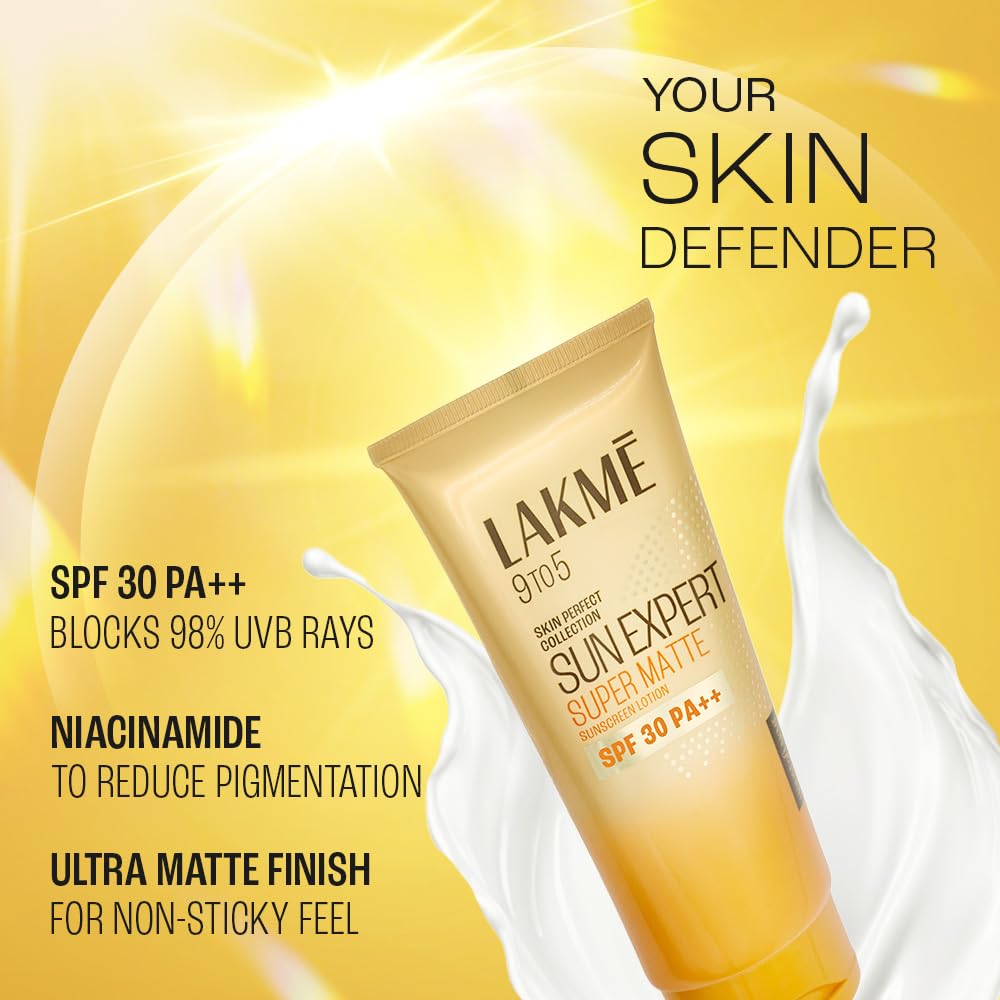 YOUR
SKIN
DEFENDER
LAKMĒ
9TO5
SKIN PERFECT
COLLECTION
SUN EXPERT
SUPER MATTE
SUNSCREEN LOTION
SPF 30 PA++
SPF 30 PA++
BLOCKS 98% UVB RAYS
NIACINAMIDE
TO REDUCE PIGMENTATION
ULTRA MATTE FINISH
FOR NON-STICKY FEEL